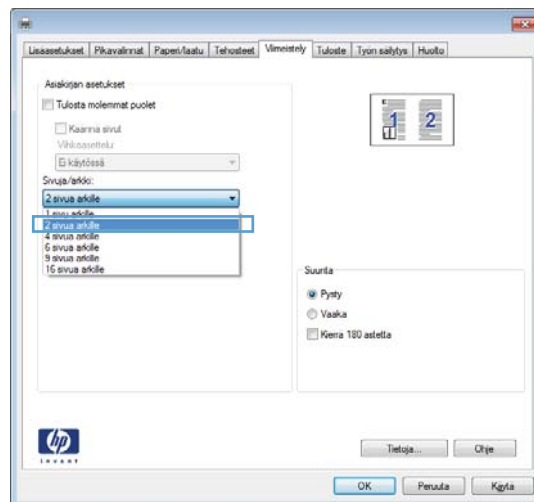 Lisäasetukset Pikavalinnat Paperi/laatu Tehosteet Viimeistely Tuloste Työn säilytys Huolto
Asiakirjan asetukset
Tulosta molemmat puolet
Käännä sivut
Vihkoasettelu:
Ei käytössä
Sivuja/arkki:
2 sivua arkille
1 sivu arkille
2 sivua arkille
4 sivua arkille
6 sivua arkille
9 sivua arkille
16 sivua arkille
1 2
Suunta
Pysty
Vaaka
Kierrä 180 astetta
hp
invent
Tietoja... Ohje
OK Peruuta Käytä